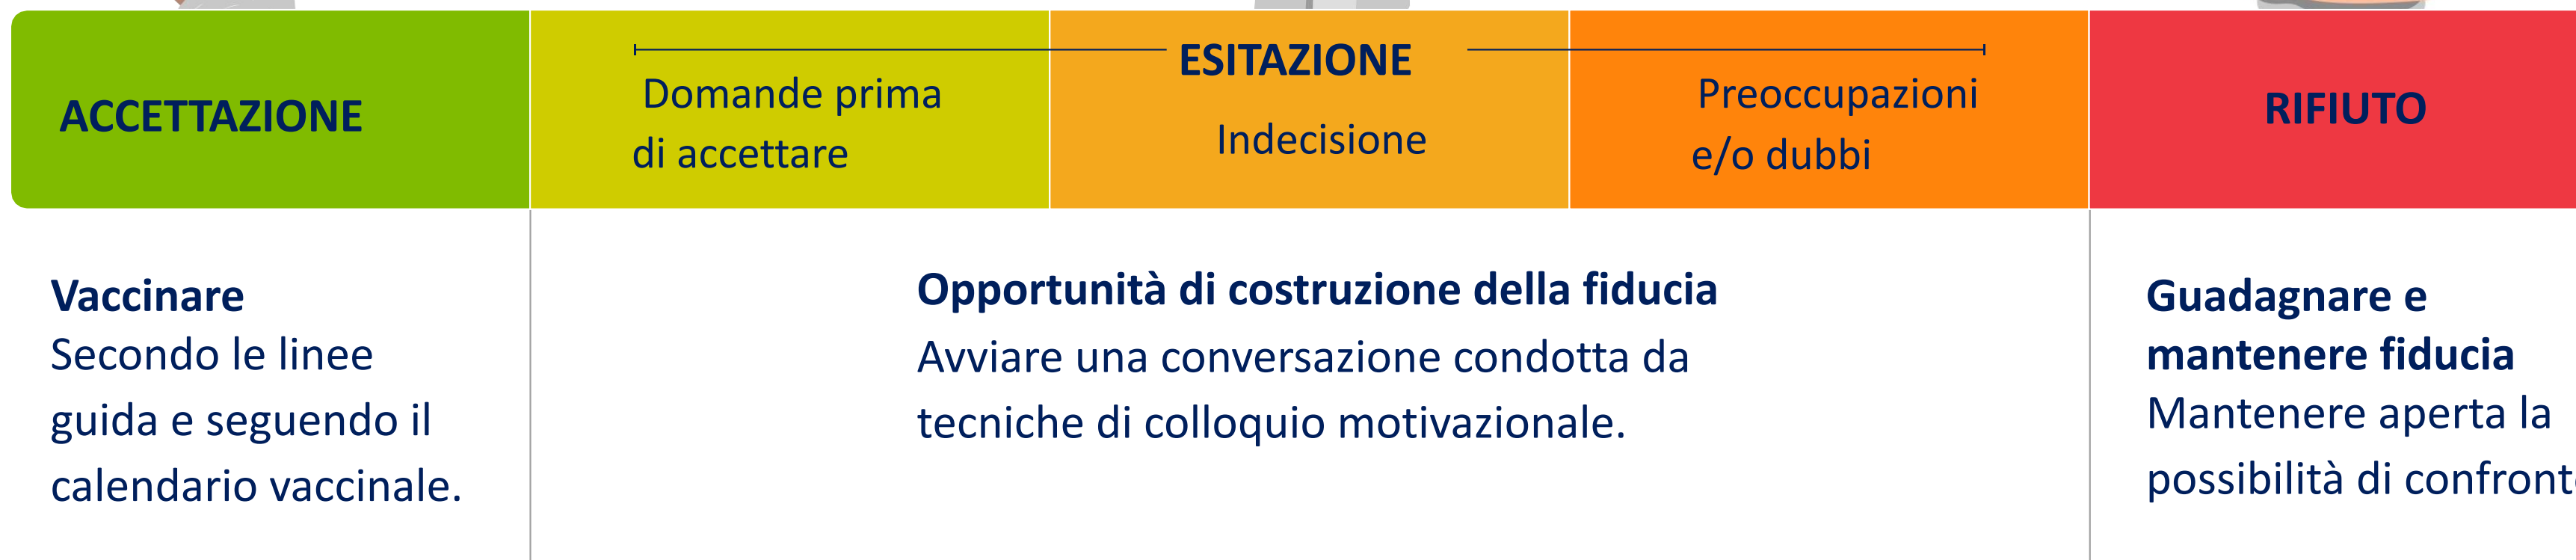 ACCETTAZIONE
ESITAZIONE
Domande prima
di accettare
Indecisione
Preoccupazioni
e/o dubbi
RIFIUTO
Vaccinare
Secondo le linee
guida e seguendo il
calendario vaccinale.
Opportunità di costruzione della fiducia
Avviare una conversazione condotta da
tecniche di colloquio motivazionale.
Guadagnare e
mantenere fiducia
Mantenere aperta la
possibilità di confronto